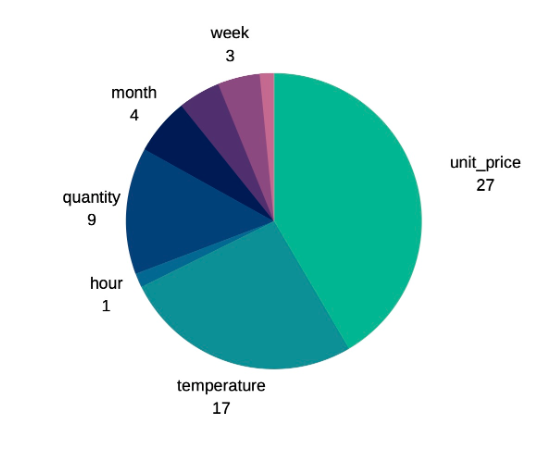 week
3
month
4
unit_price
27
quantity
9
hour
1
temperature
17